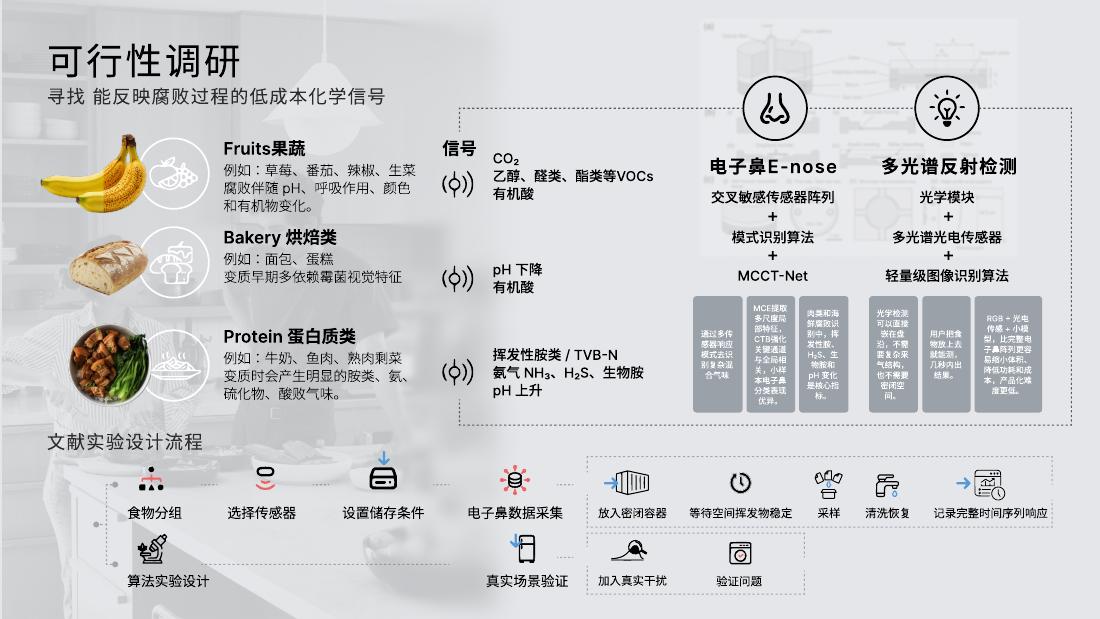 可行性调研
寻找 能反映腐败过程的低成本化学信号
Fruits果蔬
例如：草莓、番茄、辣椒、生菜
腐败伴随 pH、呼吸作用、颜色
和有机物变化。
Bakery 烘焙类
例如：面包、蛋糕
变质早期多依赖霉菌视觉特征
Protein 蛋白质类
例如：牛奶、鱼肉、熟肉剩菜
变质时会产生明显的胺类、氨、
硫化物、酸败气味。
信号
CO₂
乙醇、醛类、酯类等VOCs
有机酸
pH 下降
有机酸
挥发性胺类 / TVB-N
氨气 NH₃、H₂S、生物胺
pH 上升
电子鼻E-nose
交叉敏感传感器阵列
+
模式识别算法
+
MCCT-Net
通过多传
感器响应
模式去识
别复杂混
合气味
MCE提取
多尺度局
部特征，
CTB强化
关键通道
与全局相
关，小样
本电子鼻
分类表现
优异。
肉类和海
鲜腐败识
别中，挥
发性胺、
H₂S、生
物胺和
pH 变化
是核心指
标。
多光谱反射检测
光学模块
+
多光谱光电传感器
+
轻量级图像识别算法
光学检测
可以直接
嵌在盘
沿，不需
要复杂采
气结构，
也不需要
密闭空
间。
用户把食
物放上去
就能测，
几秒内出
结果。
RGB + 光电
传感 + 小模
型，比完整电
子鼻阵列更容
易缩小体积、
降低功耗和成
本，产品化难
度更低。
文献实验设计流程
食物分组
选择传感器
设置储存条件
电子鼻数据采集
放入密闭容器
等待空间挥发物稳定
采样
清洗恢复
记录完整时间序列响应
算法实验设计
真实场景验证
加入真实干扰
验证问题